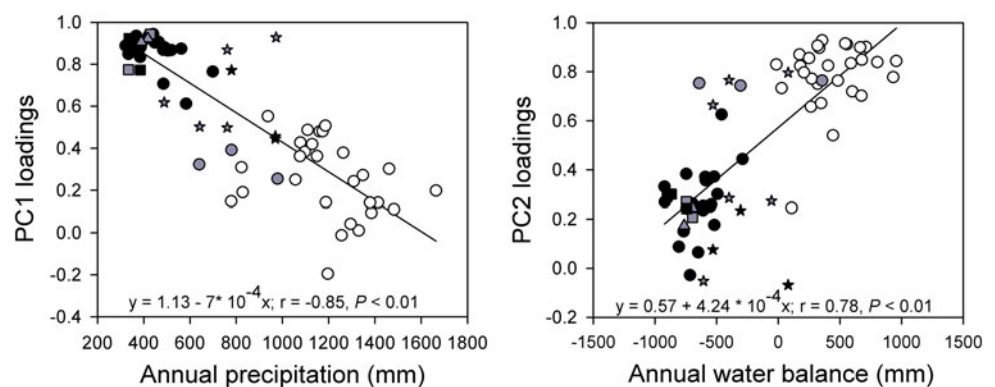 PC1 loadings
1.0
0.8
0.6
0.4
0.2
0.0
-0.2
-0.4
y = 1.13 - 7* 10-4x; r = -0.85, P < 0.01
200 400 600 800 1000 1200 1400 1600 1800
Annual precipitation (mm)
PC2 loadings
1.0
0.8
0.6
0.4
0.2
0.0
-0.2
y = 0.57 + 4.24 * 10-4x; r = 0.78, P < 0.01
-1500 -1000 -500 0 500 1000 1500
Annual water balance (mm)